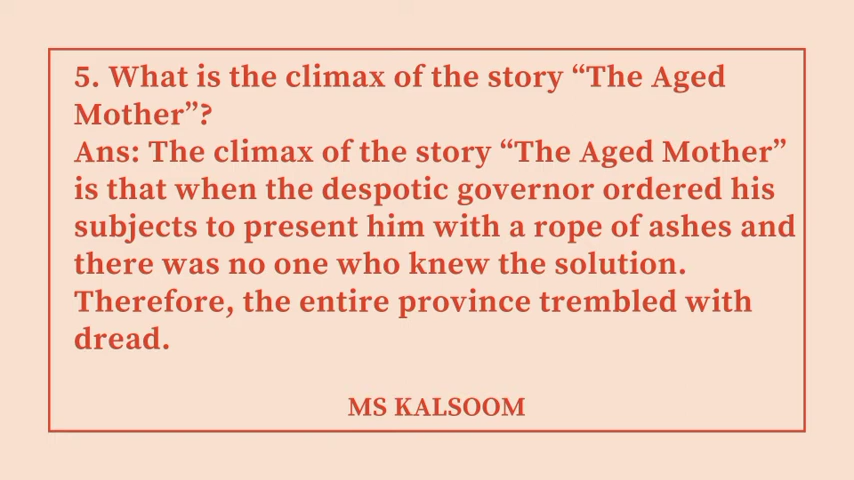 5. What is the climax of the story “The Aged
Mother”?
Ans: The climax of the story “The Aged Mother”
is that when the despotic governor ordered his
subjects to present him with a rope of ashes and
there was no one who knew the solution.
Therefore, the entire province trembled with
dread.
MS KALSOOM